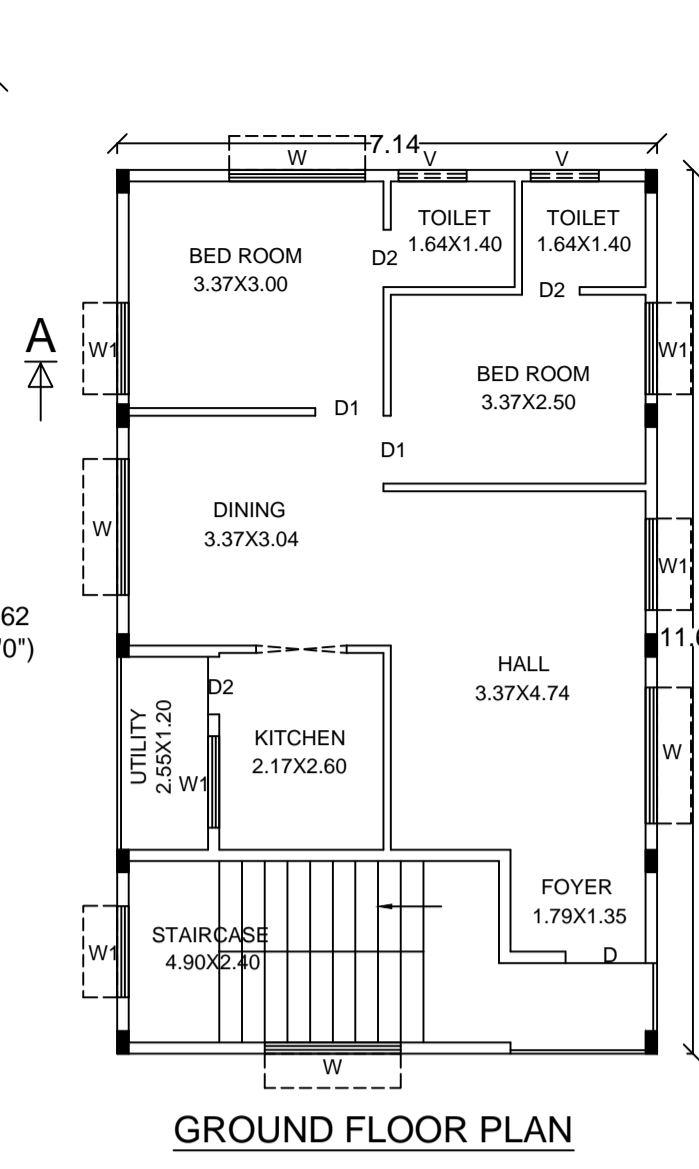 7.14
W
V
V
TOILET
1.64X1.40
TOILET
1.64X1.40
BED ROOM
3.37X3.00
D2
D2
A
W1
W1
BED ROOM
3.37X2.50
D1
D1
DINING
3.37X3.04
W
W1
62
0")
11.
HALL
3.37X4.74
D2
UTILITY
2.55X1.20
KITCHEN
2.17X2.60
W
W1
FOYER
1.79X1.35
STAIRCASE
4.90X2.40
W1
D
W
GROUND FLOOR PLAN